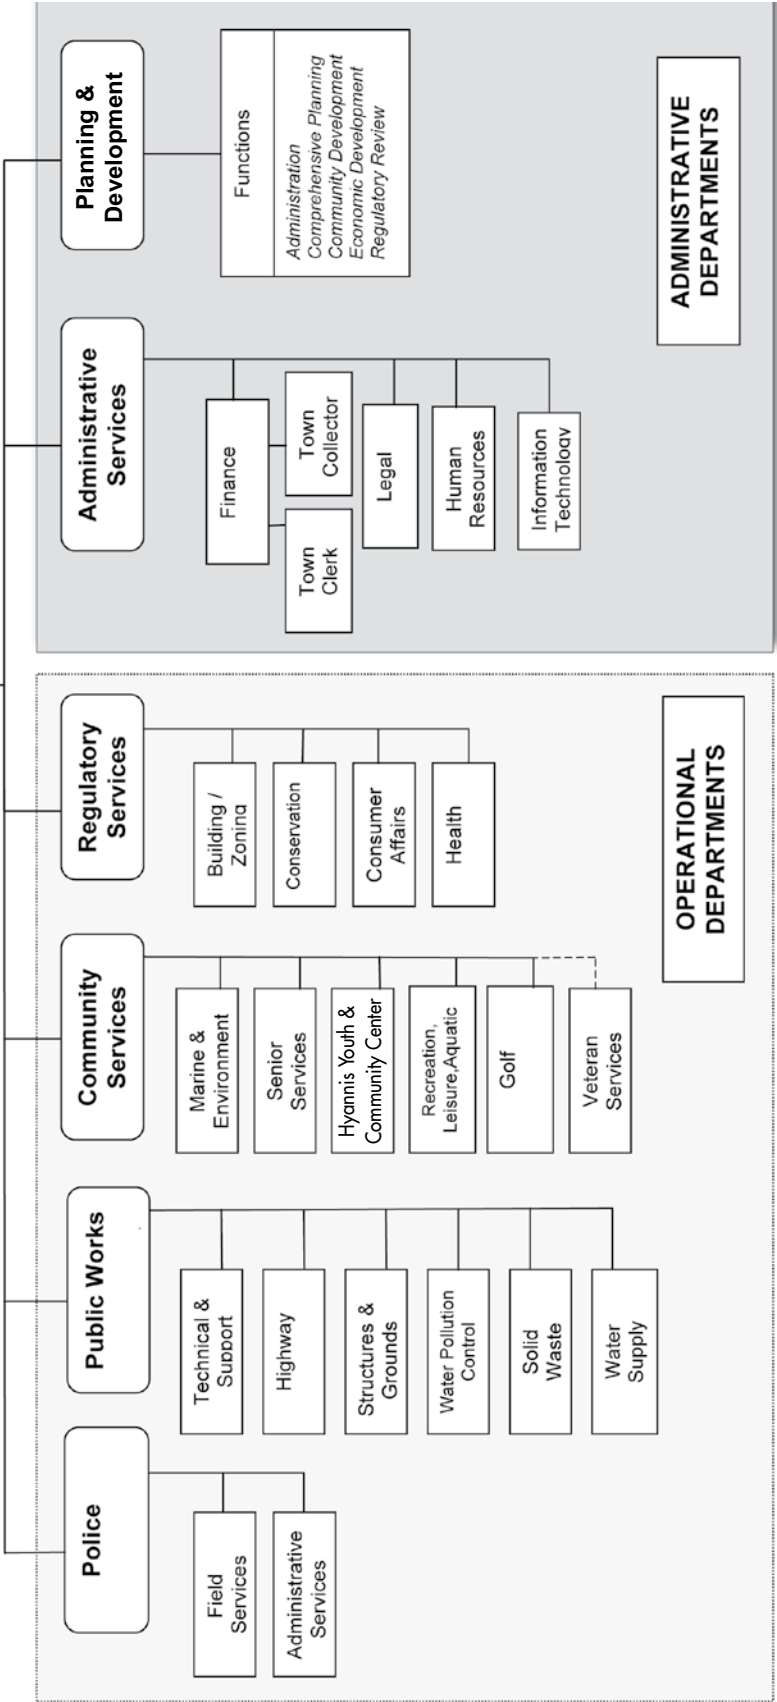 Police
Field
Services
Administrative
Services
Public Works
Technical &
Support
Highway
Structures &
Grounds
Water Pollution
Control
Solid
Waste
Water
Supply
Community
Services
Marine &
Environment
Senior
Services
Hyannis Youth &
Community Center
Recreation,
Leisure,Aquatic
Golf
Veteran
Services
Regulatory
Services
Building /
Zoning
Conservation
Consumer
Affairs
Health
OPERATIONAL
DEPARTMENTS
Administrative
Services
Finance
Town
Clerk
Town
Collector
Legal
Human
Resources
Information
Technology
Planning &
Development
Functions
Administration
Comprehensive Planning
Community Development
Economic Development
Regulatory Review
ADMINISTRATIVE
DEPARTMENTS